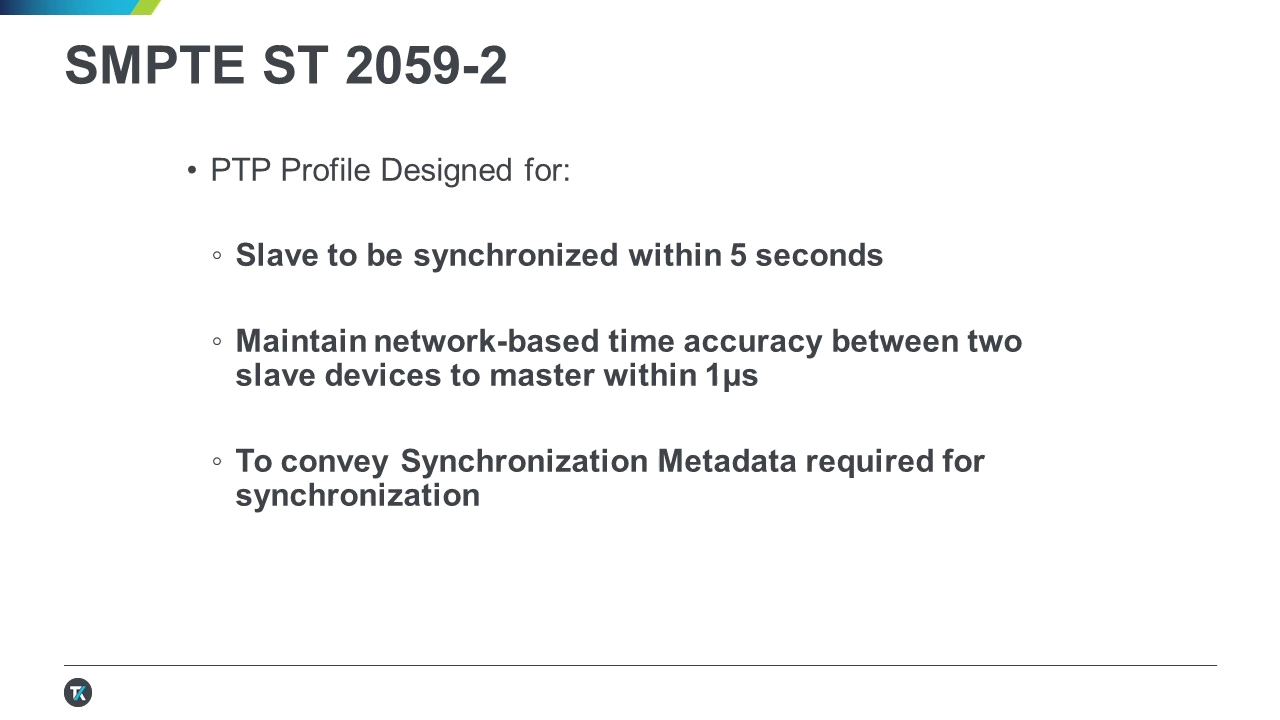 SMPTE ST 2059-2
• PTP Profile Designed for:
◦ Slave to be synchronized within 5 seconds
◦ Maintain network-based time accuracy between two
slave devices to master within 1µs
◦ To convey Synchronization Metadata required for
synchronization
TK